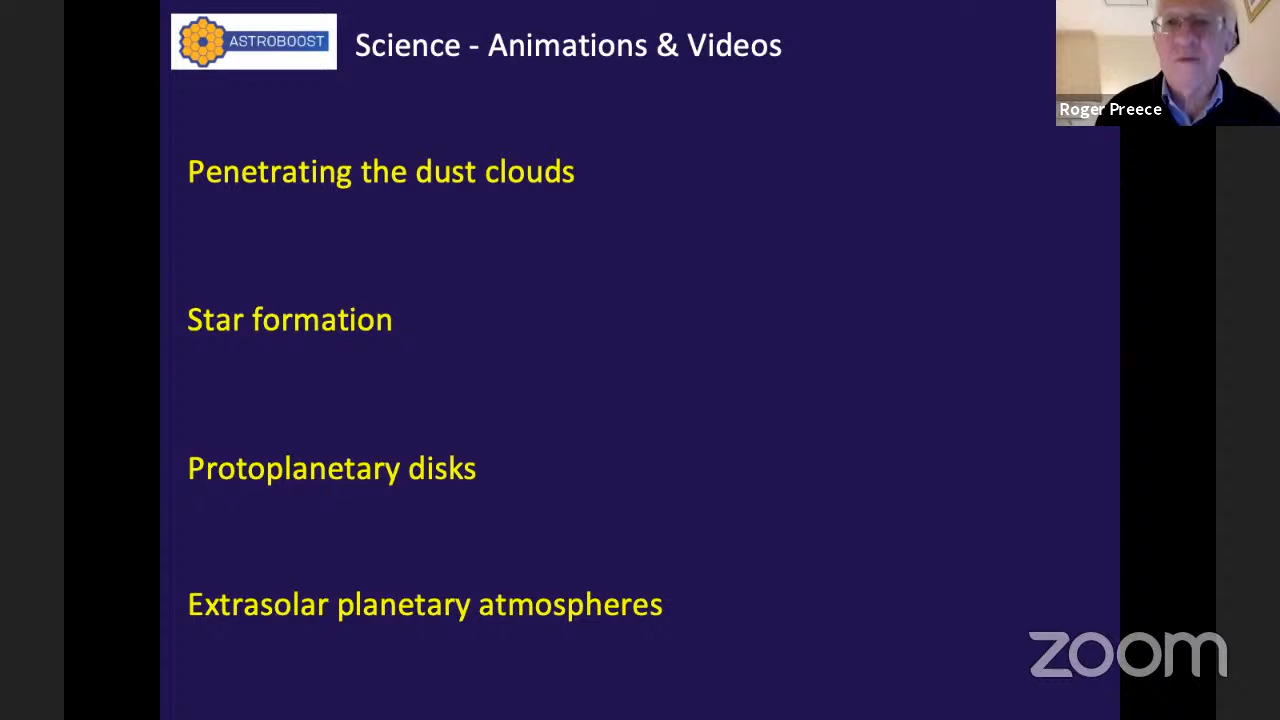 ASTROBOOST
Science - Animations & Videos
Roger Preece
Penetrating the dust clouds
Star formation
Protoplanetary disks
Extrasolar planetary atmospheres
zoom